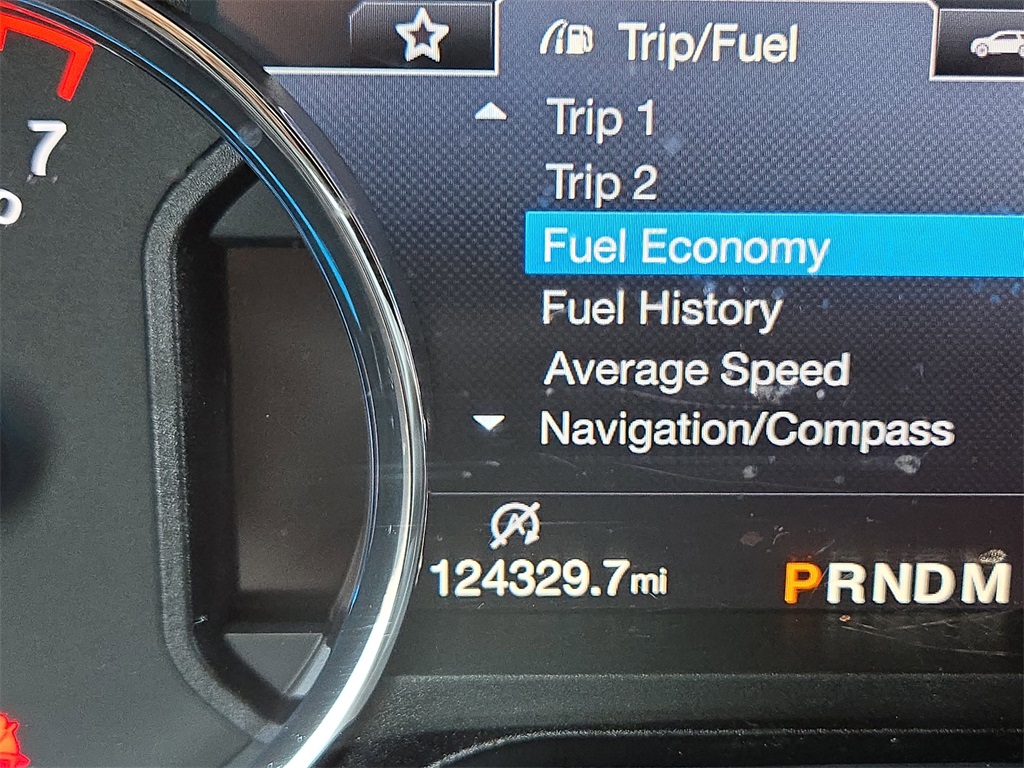 Trip/Fuel
7
Trip 1
Trip 2
Fuel Economy
Fuel History
Average Speed
Navigation/Compass
A
124329.7mi
PRNDM